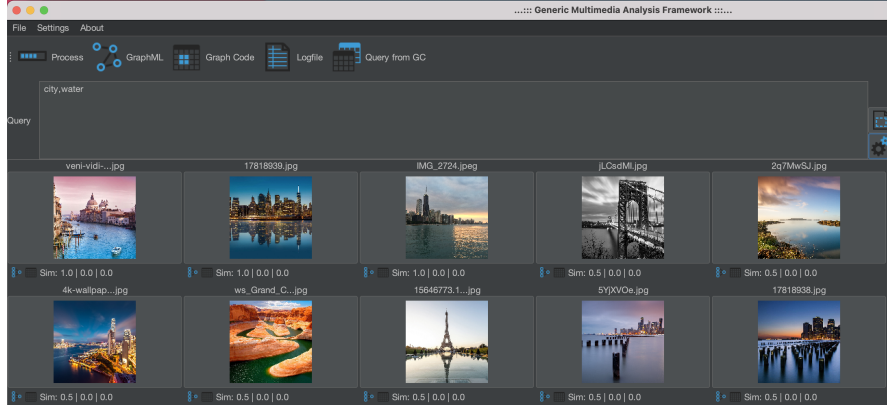 ...::: Generic Multimedia Analysis Framework :::...
File Settings About
Process GraphML Graph Code Logfile Query from GC
city,water
Query
veni-vidi-...jpg 17818939.jpg IMG_2724.jpeg jLCsdMl.jpg 2q7MwSJ.jpg
Sim: 1.0 | 0.0 | 0.0 Sim: 1.0 | 0.0 | 0.0 Sim: 1.0 | 0.0 | 0.0 Sim: 0.5 | 0.0 | 0.0 Sim: 0.5 | 0.0 | 0.0
4k-wallpap...jpg ws_Grand_C...jpg 15646773.1...jpg 5YjXVOe.jpg 17818938.jpg
Sim: 0.5 | 0.0 | 0.0 Sim: 0.5 | 0.0 | 0.0 Sim: 0.5 | 0.0 | 0.0 Sim: 0.5 | 0.0 | 0.0 Sim: 0.5 | 0.0 | 0.0